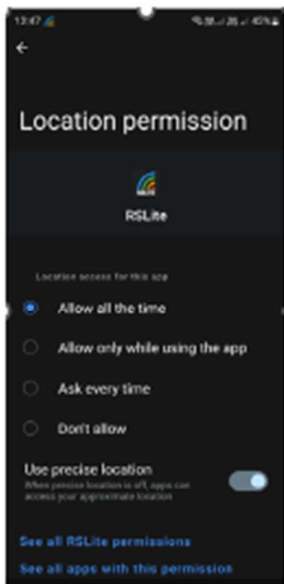 12:47
45%
Location permission
RSLite
Location access for this app
Allow all the time
Allow only while using the app
Ask every time
Don't allow
Use precise location
When precise location is off, apps can
access your approximate location
See all RSLite permissions
See all apps with this permission